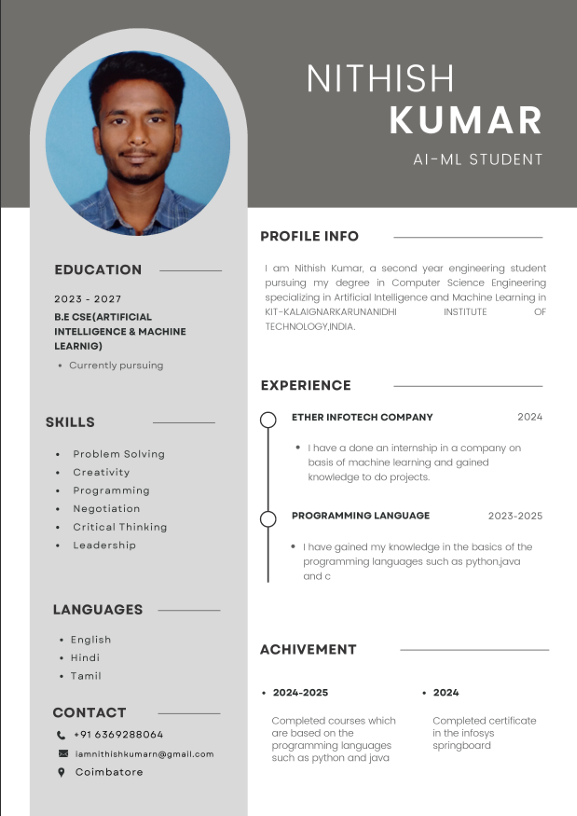 NITHISH
KUMAR
AI-ML STUDENT
EDUCATION
2023 - 2027
B.E CSE(ARTIFICIAL
INTELLIGENCE & MACHINE
LEARNIG)
• Currently pursuing
SKILLS
• Problem Solving
• Creativity
• Programming
• Negotiation
• Critical Thinking
• Leadership
LANGUAGES
• English
• Hindi
• Tamil
CONTACT
+91 6369288064
iamnithishkumarn@gmail.com
Coimbatore
PROFILE INFO
I am Nithish Kumar, a second year engineering student
pursuing my degree in Computer Science Engineering
specializing in Artificial Intelligence and Machine Learning in
KIT-KALAIGNARKARUNANIDHI INSTITUTE OF
TECHNOLOGY,INDIA.
EXPERIENCE
ETHER INFOTECH COMPANY 2024
• I have a done an internship in a company on
basis of machine learning and gained
knowledge to do projects.
PROGRAMMING LANGUAGE 2023-2025
• I have gained my knowledge in the basics of the
programming languages such as python,java
and c
ACHIVEMENT
• 2024-2025
Completed courses which
are based on the
programming languages
such as python and java
• 2024
Completed certificate
in the infosys
springboard